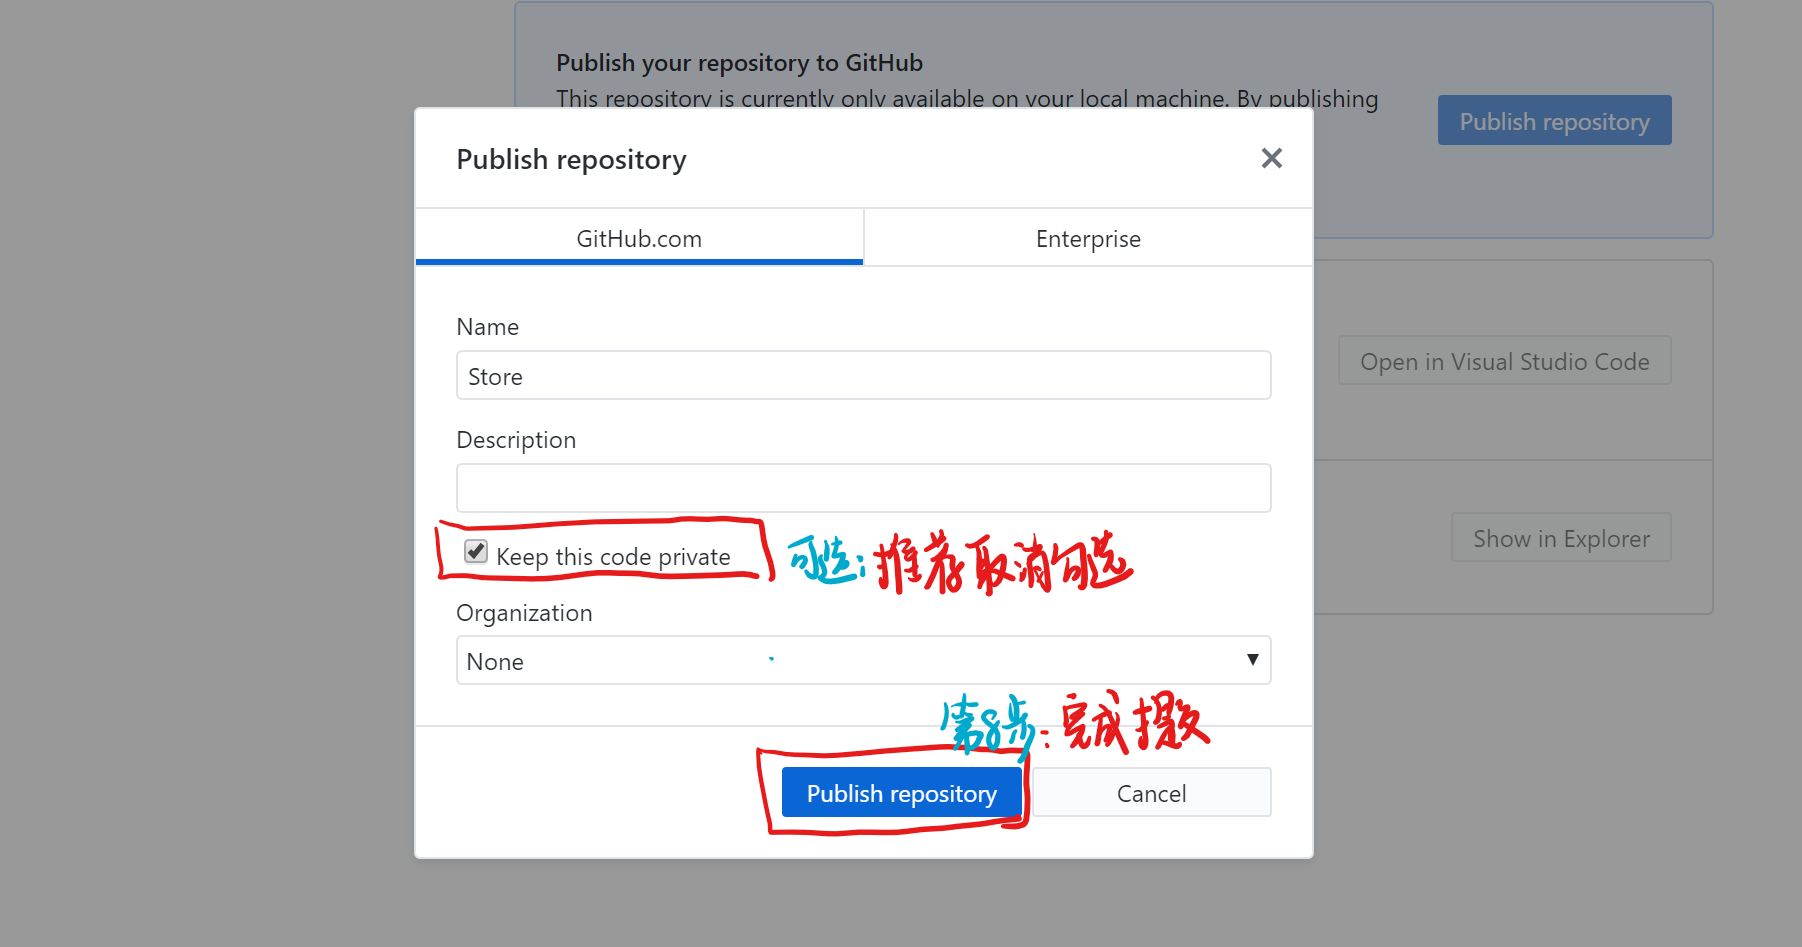 Publish your repository to GitHub
This repository is currently only available on your local machine. By publishing
Publish repository
Publish repository
GitHub.com
Enterprise
Name
Store
Open in Visual Studio Code
Description
Keep this code private
可选:推荐取消勾选
Show in Explorer
Organization
None
第8步:完成提交
Publish repository
Cancel